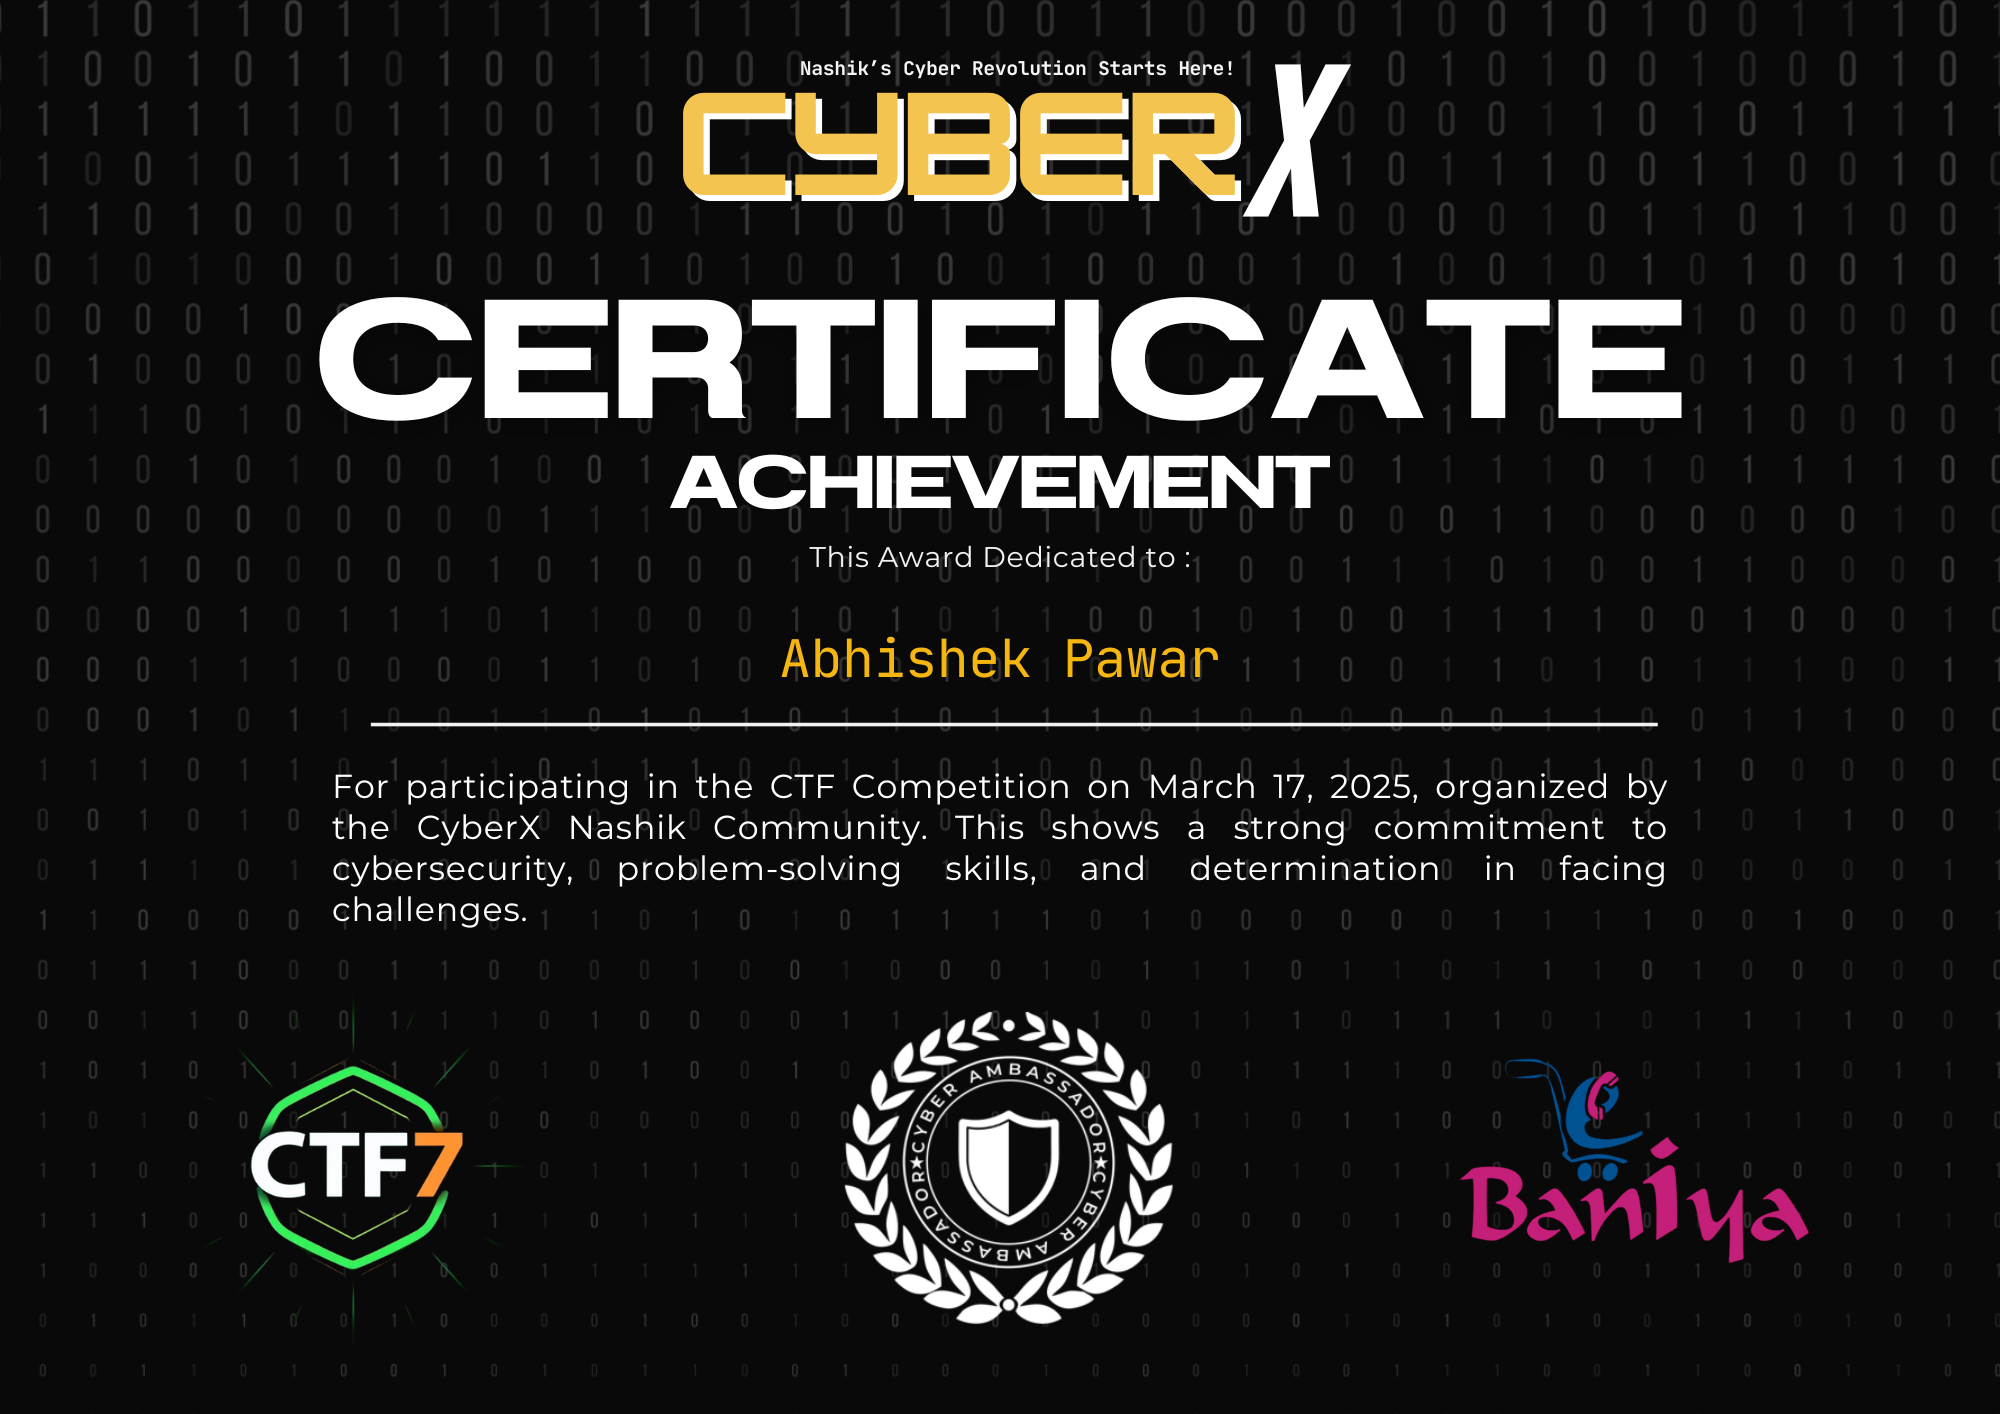 Nashik's Cyber Revolution Starts Here!
CYBER X
CERTIFICATE
ACHIEVEMENT
This Award Dedicated to :
Abhishek Pawar
For participating in the CTF Competition on March 17, 2025, organized by
the CyberX Nashik Community. This shows a strong commitment to
cybersecurity, problem-solving skills, and determination in facing
challenges.
CTF7
CYBER AMBASSADOR★CYBER AMBASSADOR★
Baniya